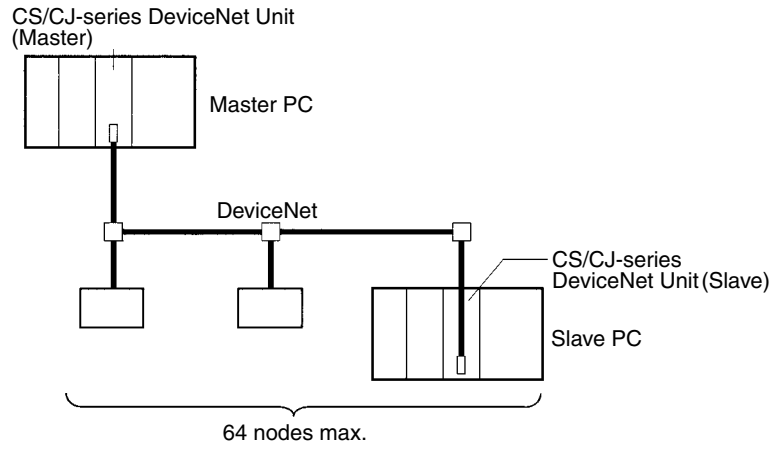 CS/CJ-series DeviceNet Unit
(Master)
Master PC
DeviceNet
CS/CJ-series
DeviceNet Unit (Slave)
Slave PC
64 nodes max.